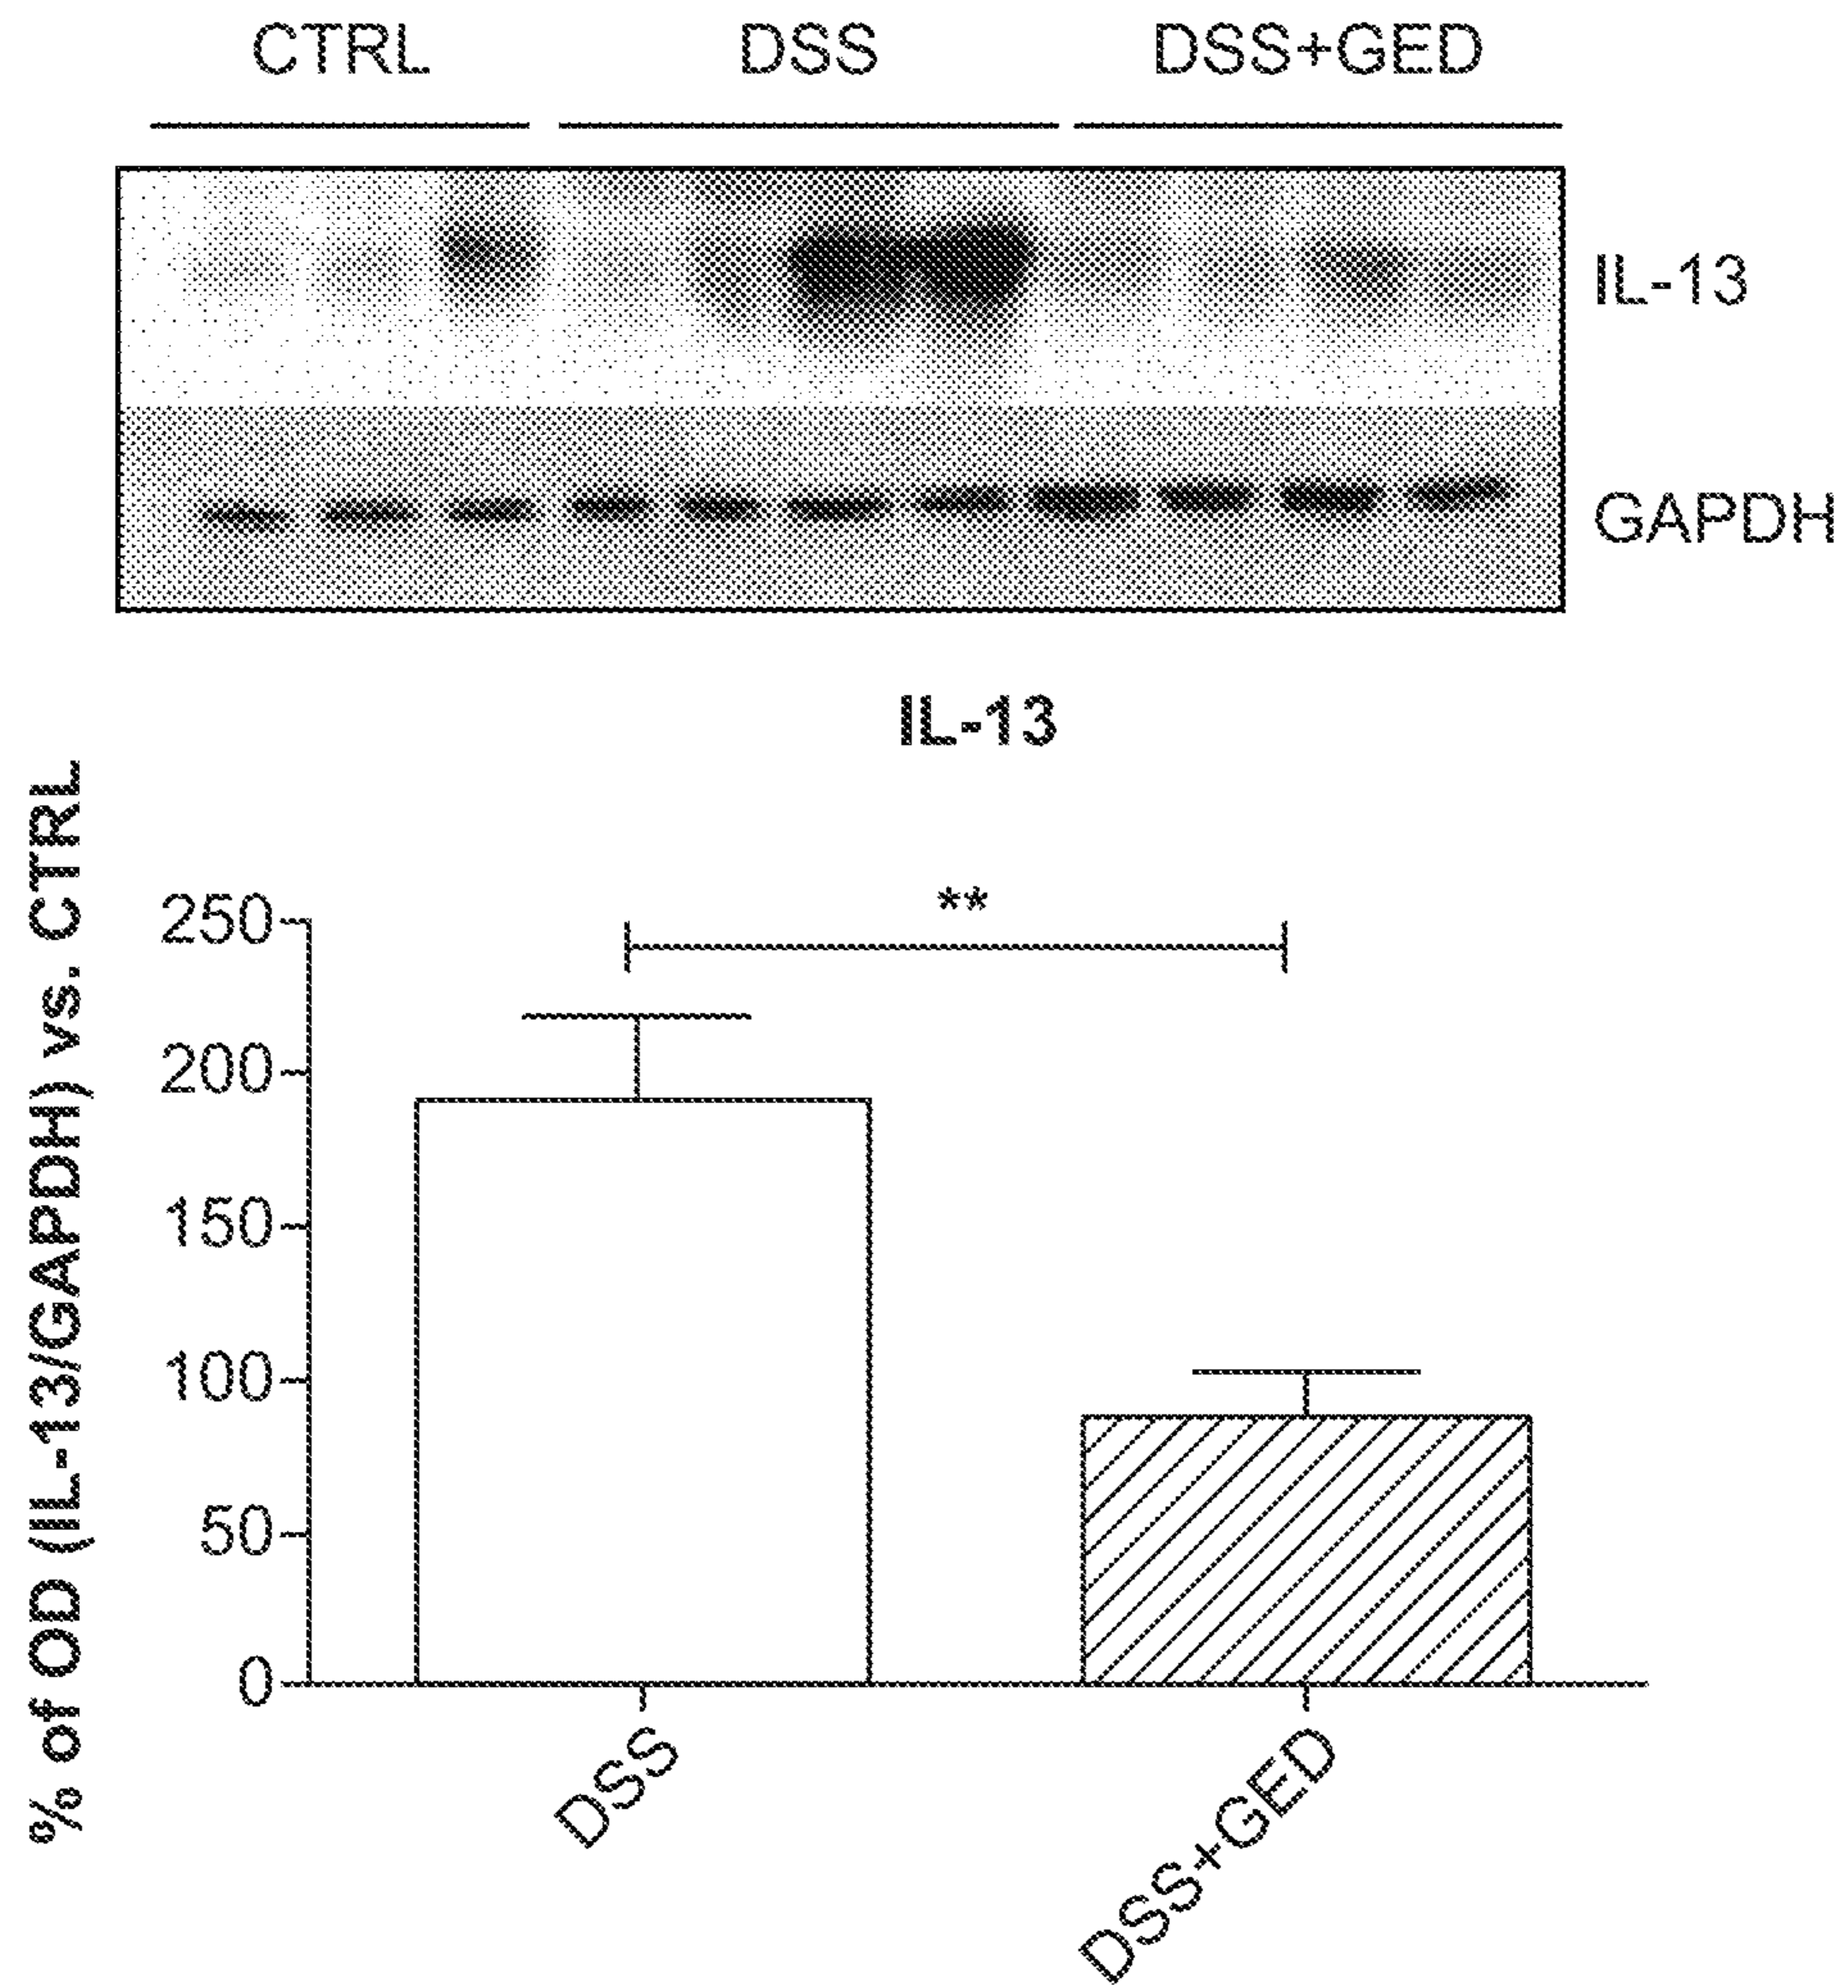 CTRL DSS DSS+GED
IL-13
GAPDH
IL-13
% of OD (IL-13/GAPDH) vs. CTRL
250
**
200
150
100
50
0
DSS
DSS+GED